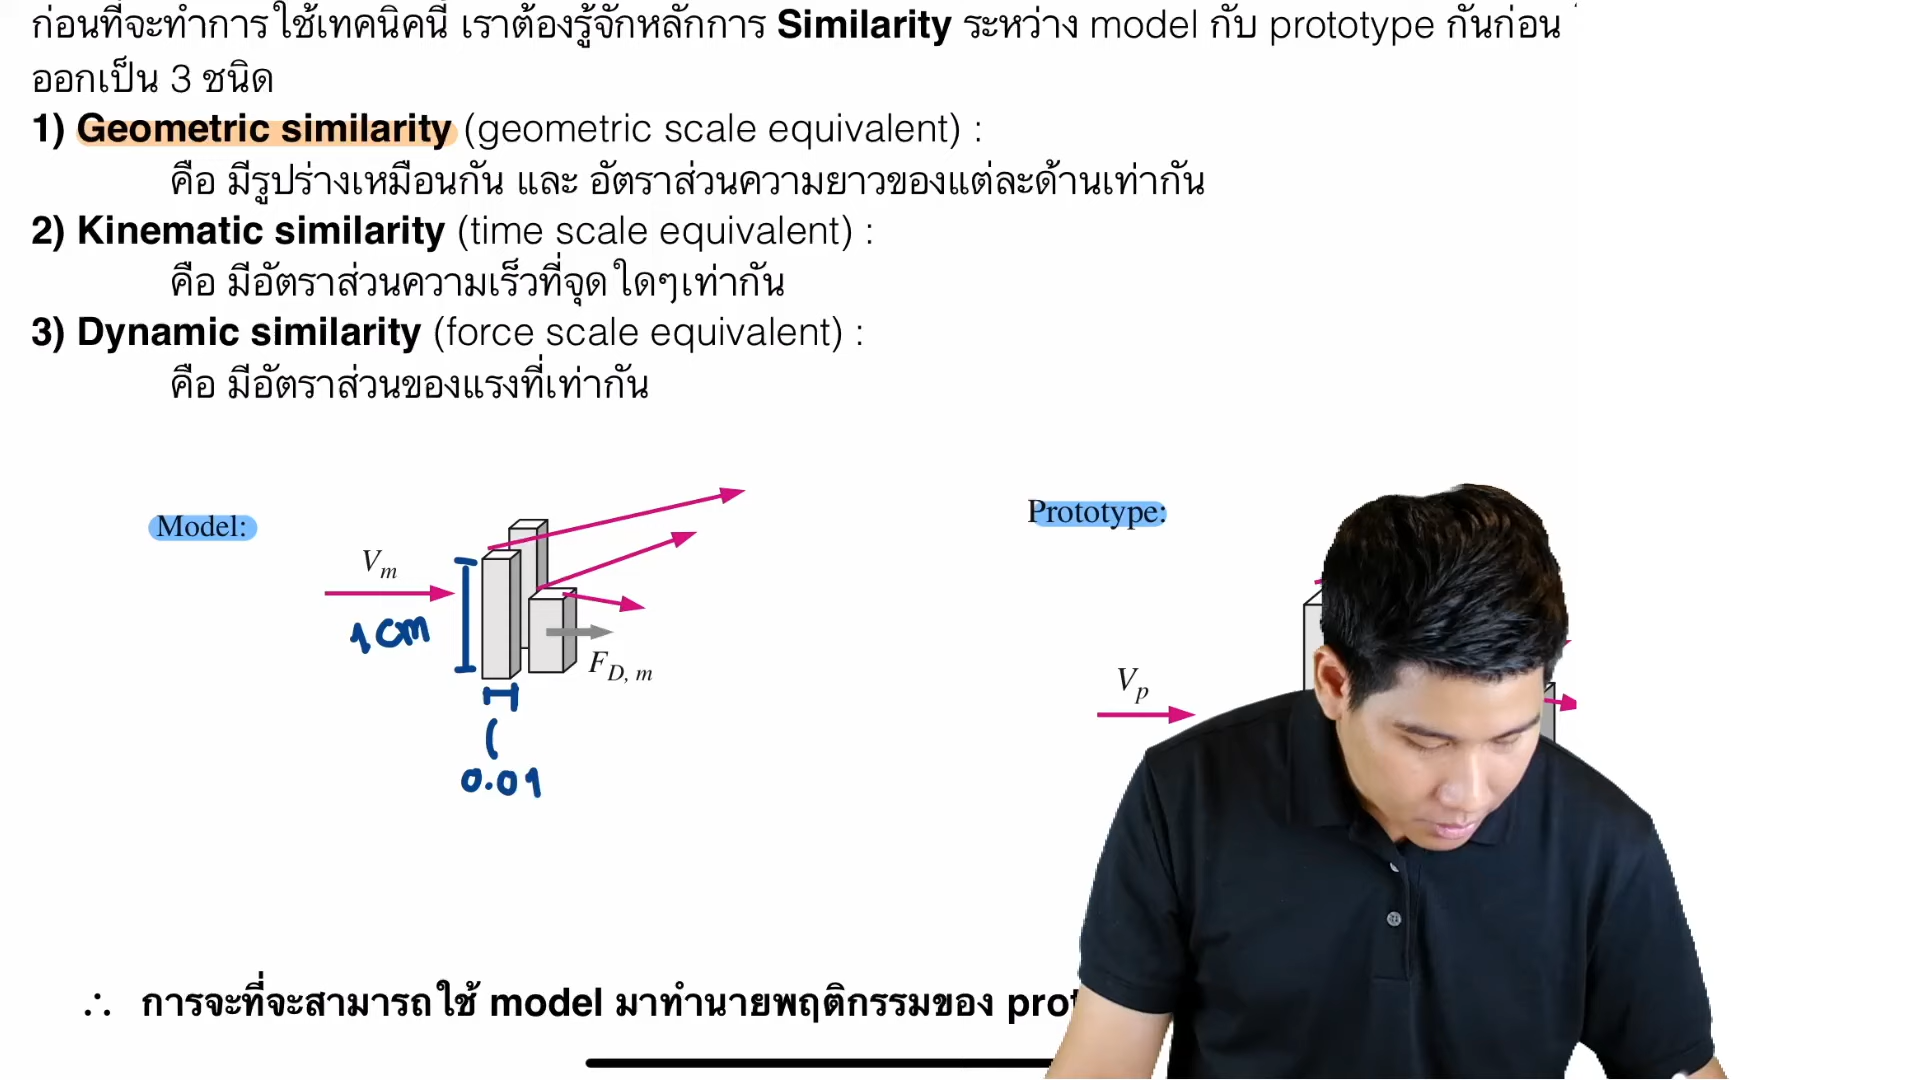 ก่อนที่จะทำการใช้เทคนิคนี้ เราต้องรู้จักหลักการ Similarity ระหว่าง model กับ prototype กันก่อน
ออกเป็น 3 ชนิด
1) Geometric similarity (geometric scale equivalent) :
คือ มีรูปร่างเหมือนกัน และ อัตราส่วนความยาวของแต่ละด้านเท่ากัน
2) Kinematic similarity (time scale equivalent) :
คือ มีอัตราส่วนความเร็วที่จุดใดๆเท่ากัน
3) Dynamic similarity (force scale equivalent) :
คือ มีอัตราส่วนของแรงที่เท่ากัน
Model:
Prototype:
Vm
1 cm
FD, m
Vp
0.01
∴ การจะที่จะสามารถใช้ model มาทำนายพฤติกรรมของ